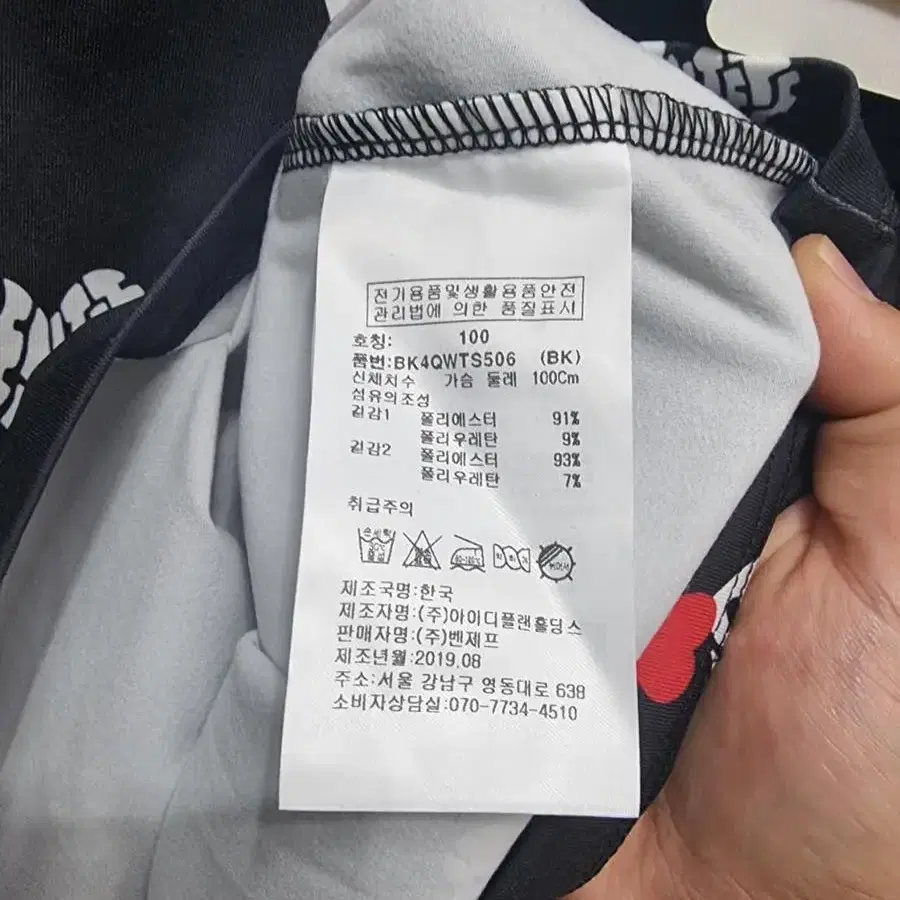 전기용품및생활용품안전
관리법에 의한 품질표시
호칭: 100
품번:BK4QWTS506 (BK)
신체치수 가슴 둘레 100Cm
섬유의조성
겉감1 폴리에스터 91%
폴리우레탄 9%
겉감2 폴리에스터 93%
폴리우레탄 7%
취급주의
제조국명:한국
제조자명:(주)아이디플랜홀딩스
판매자명:(주)벤제프
제조년월:2019.08
주소:서울 강남구 영동대로 638
소비자상담실:070-7734-4510